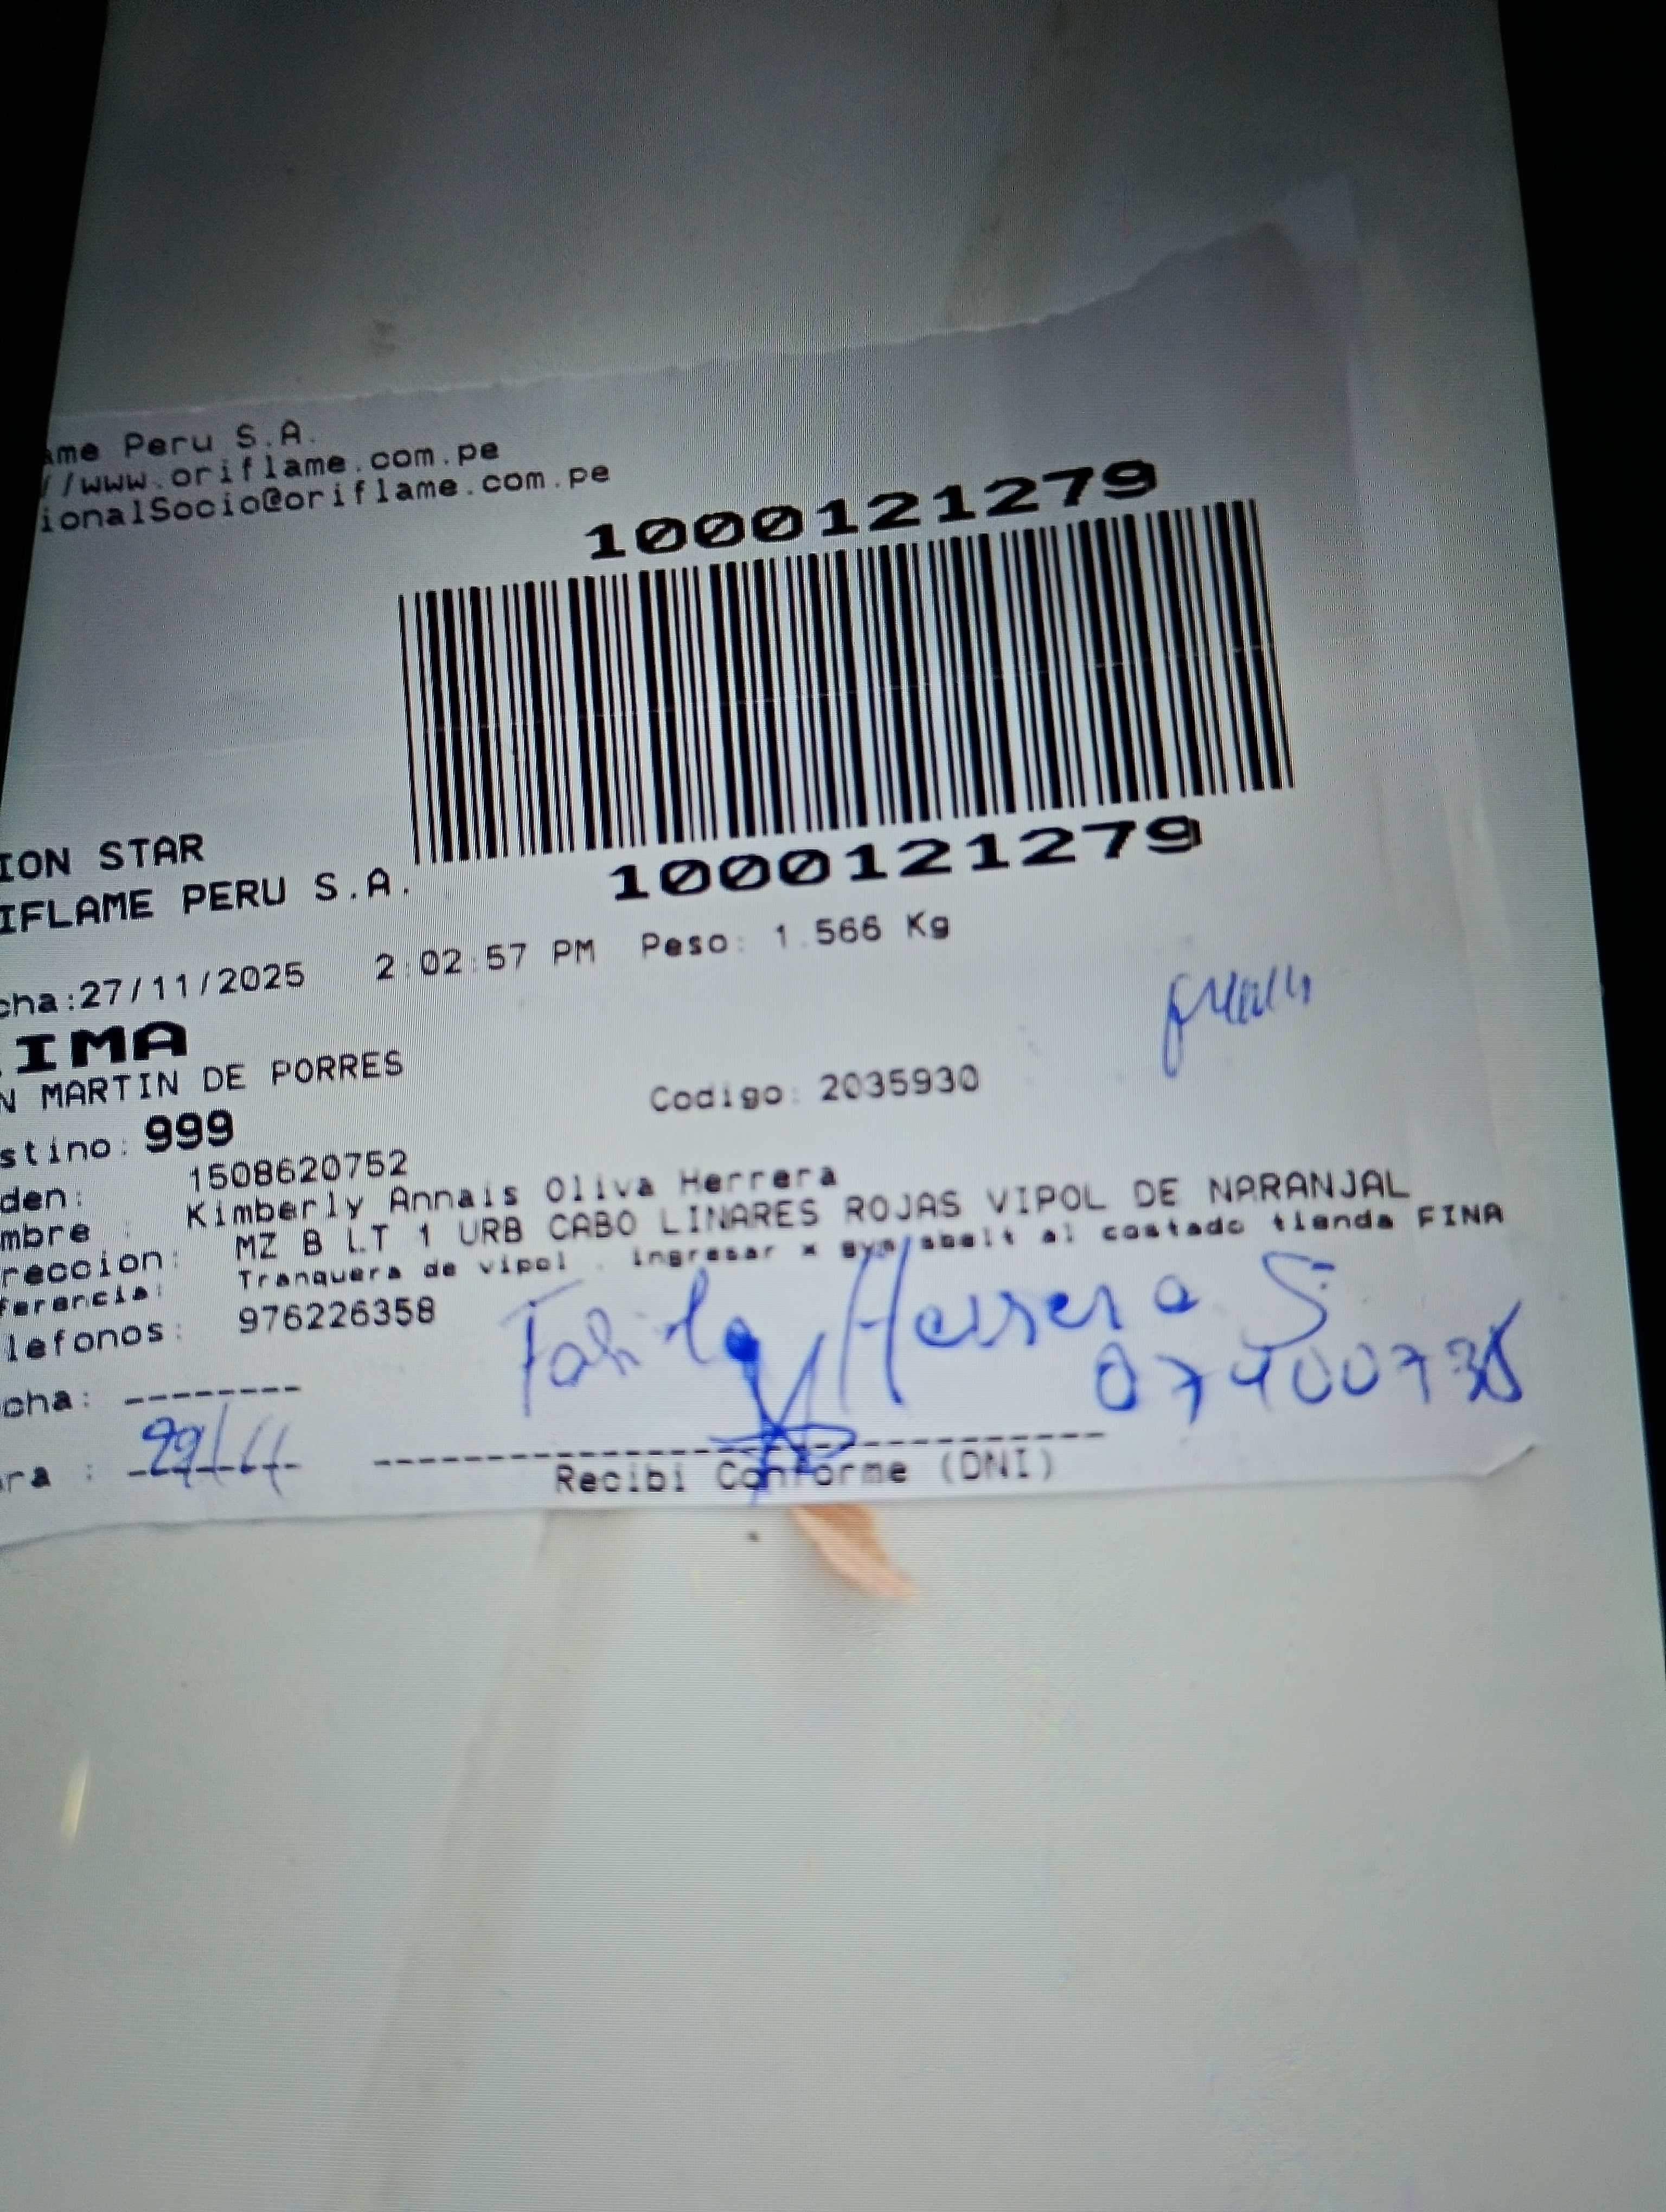 ame Peru S.A.
//www.oriflame.com.pe
ionalSocio@oriflame.com.pe
1000121279
1000121279
ION STAR
IFLAME PERU S.A.
cha:27/11/2025 2:02:57 PM Peso: 1.566 Kg
IMA
N MARTIN DE PORRES
stino: 999 Codigo: 2035930
den: 1508620752
mbre : Kimberly Annais Oliva Herrera
reccion: MZ B LT 1 URB CABO LINARES ROJAS VIPOL DE NARANJAL
ferencia: Tranquera de vipol . ingresar x al costado tienda FINA
lefonos: 976226358
Herrera S
cha: --------
ra :
Recibi Conforme (DNI)